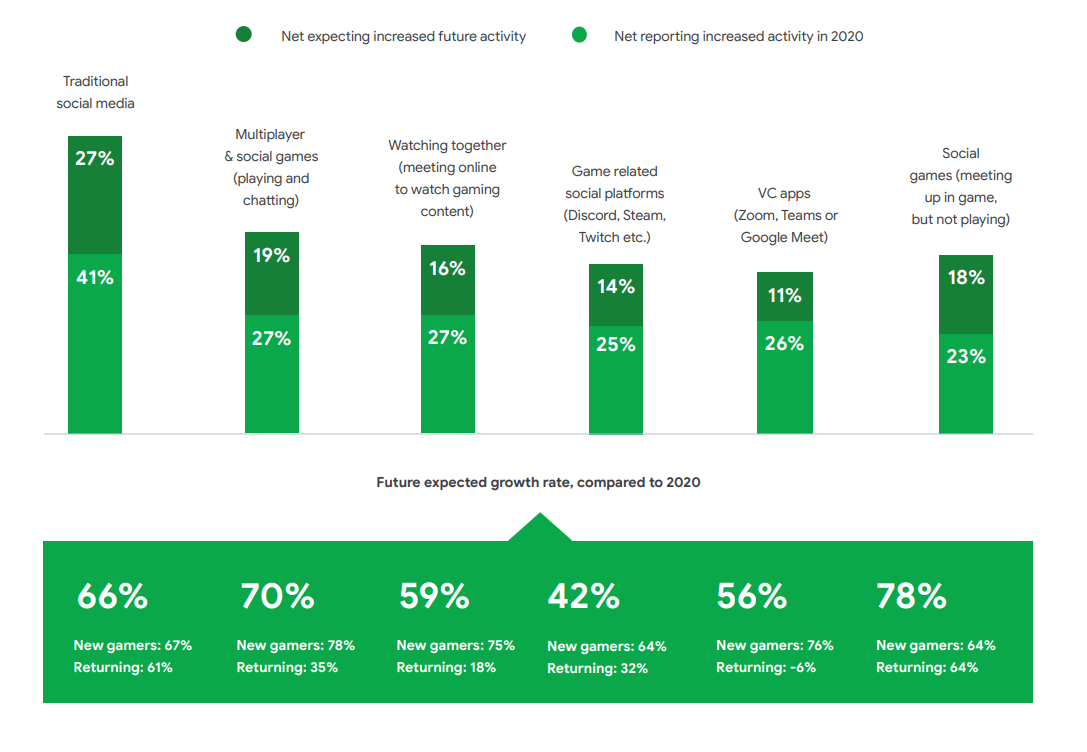 Net expecting increased future activity
Net reporting increased activity in 2020
Traditional
social media
27%
41%
Multiplayer
& social games
(playing and
chatting)
19%
27%
Watching together
(meeting online
to watch gaming
content)
16%
27%
Game related
social platforms
(Discord, Steam,
Twitch etc.)
14%
25%
VC apps
(Zoom, Teams or
Google Meet)
11%
26%
Social
games (meeting
up in game,
but not playing)
18%
23%
Future expected growth rate, compared to 2020
66%
New gamers: 67%
Returning: 61%
70%
New gamers: 78%
Returning: 35%
59%
New gamers: 75%
Returning: 18%
42%
New gamers: 64%
Returning: 32%
56%
New gamers: 76%
Returning: -6%
78%
New gamers: 64%
Returning: 64%